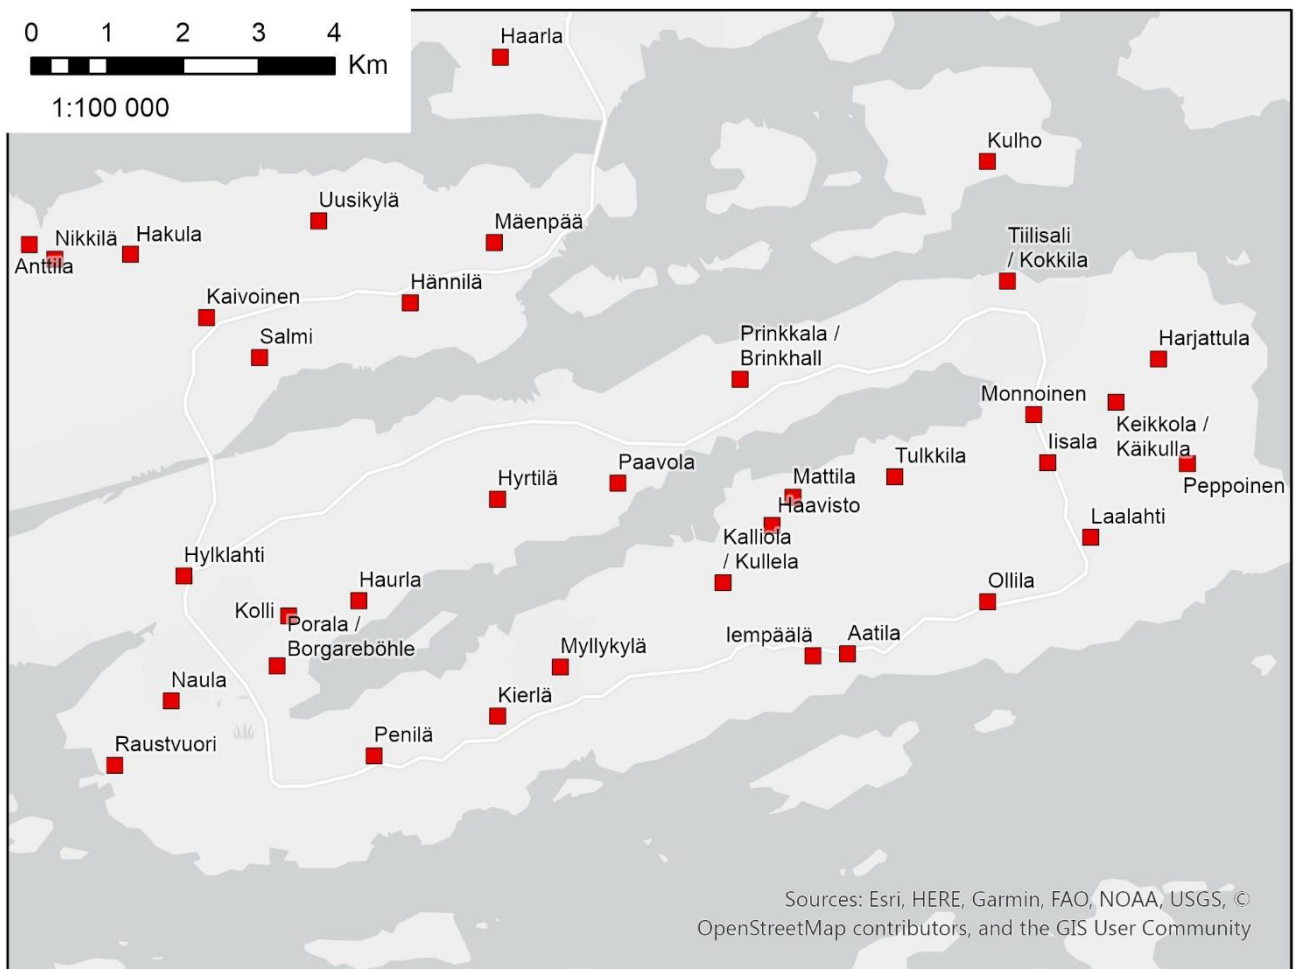 0 1 2 3 4
Km
1:100 000
Haarla
Kulho
Uusikylä
Mäenpää
Nikkilä
Hakula
Anttila
Tiilisali
/ Kokkila
Hännilä
Kaivoinen
Salmi
Prinkkala /
Brinkhall
Harjattula
Monnoinen
Keikkola /
Käikulla
Iisala
Tulkkila
Paavola
Hyrtilä
Mattila
Haavisto
Peppoinen
Laalahti
Kalliola
/ Kullela
Hylklahti
Haurla
Ollila
Kolli
Porala /
Borgareböhle
Iempäälä
Aatila
Myllykylä
Naula
Kierlä
Penilä
Raustvuori
Sources: Esri, HERE, Garmin, FAO, NOAA, USGS, ©
OpenStreetMap contributors, and the GIS User Community